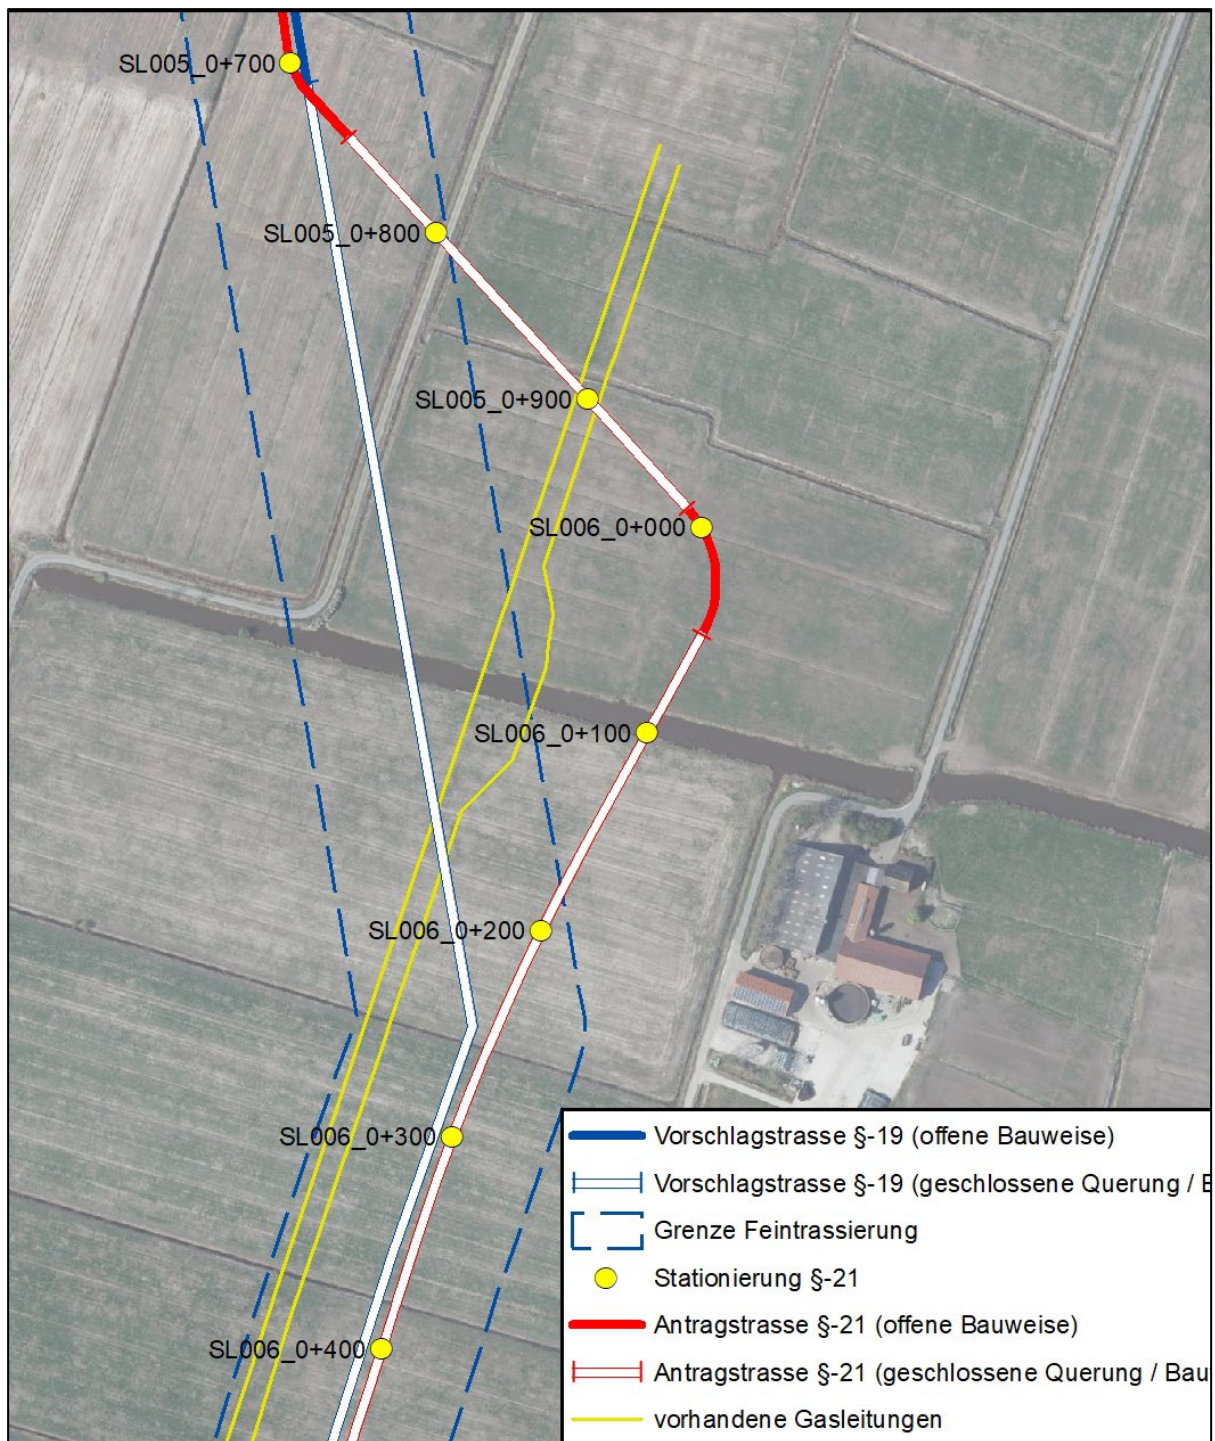 SL005_0+700
SL005_0+800
SL005_0+900
SL006_0+000
SL006_0+100
SL006_0+200
SL006_0+300
SL006_0+400
Vorschlagstrasse §-19 (offene Bauweise)
Vorschlagstrasse §-19 (geschlossene Querung /
Grenze Feintrassierung
Stationierung §-21
Antragstrasse §-21 (offene Bauweise)
Antragstrasse §-21 (geschlossene Querung / Bau
vorhandene Gasleitungen